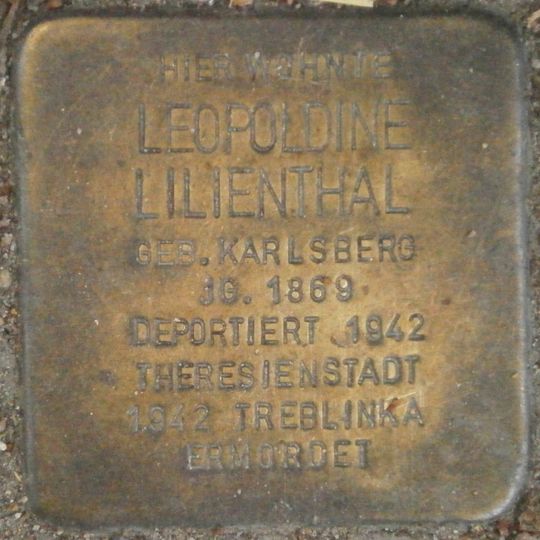 HIER WOHNTE
LEOPOLDINE
LILIENTHAL
GEB. KARLSBERG
JG. 1869
DEPORTIERT 1942
THERESIENSTADT
1942 TREBLINKA
ERMORDET